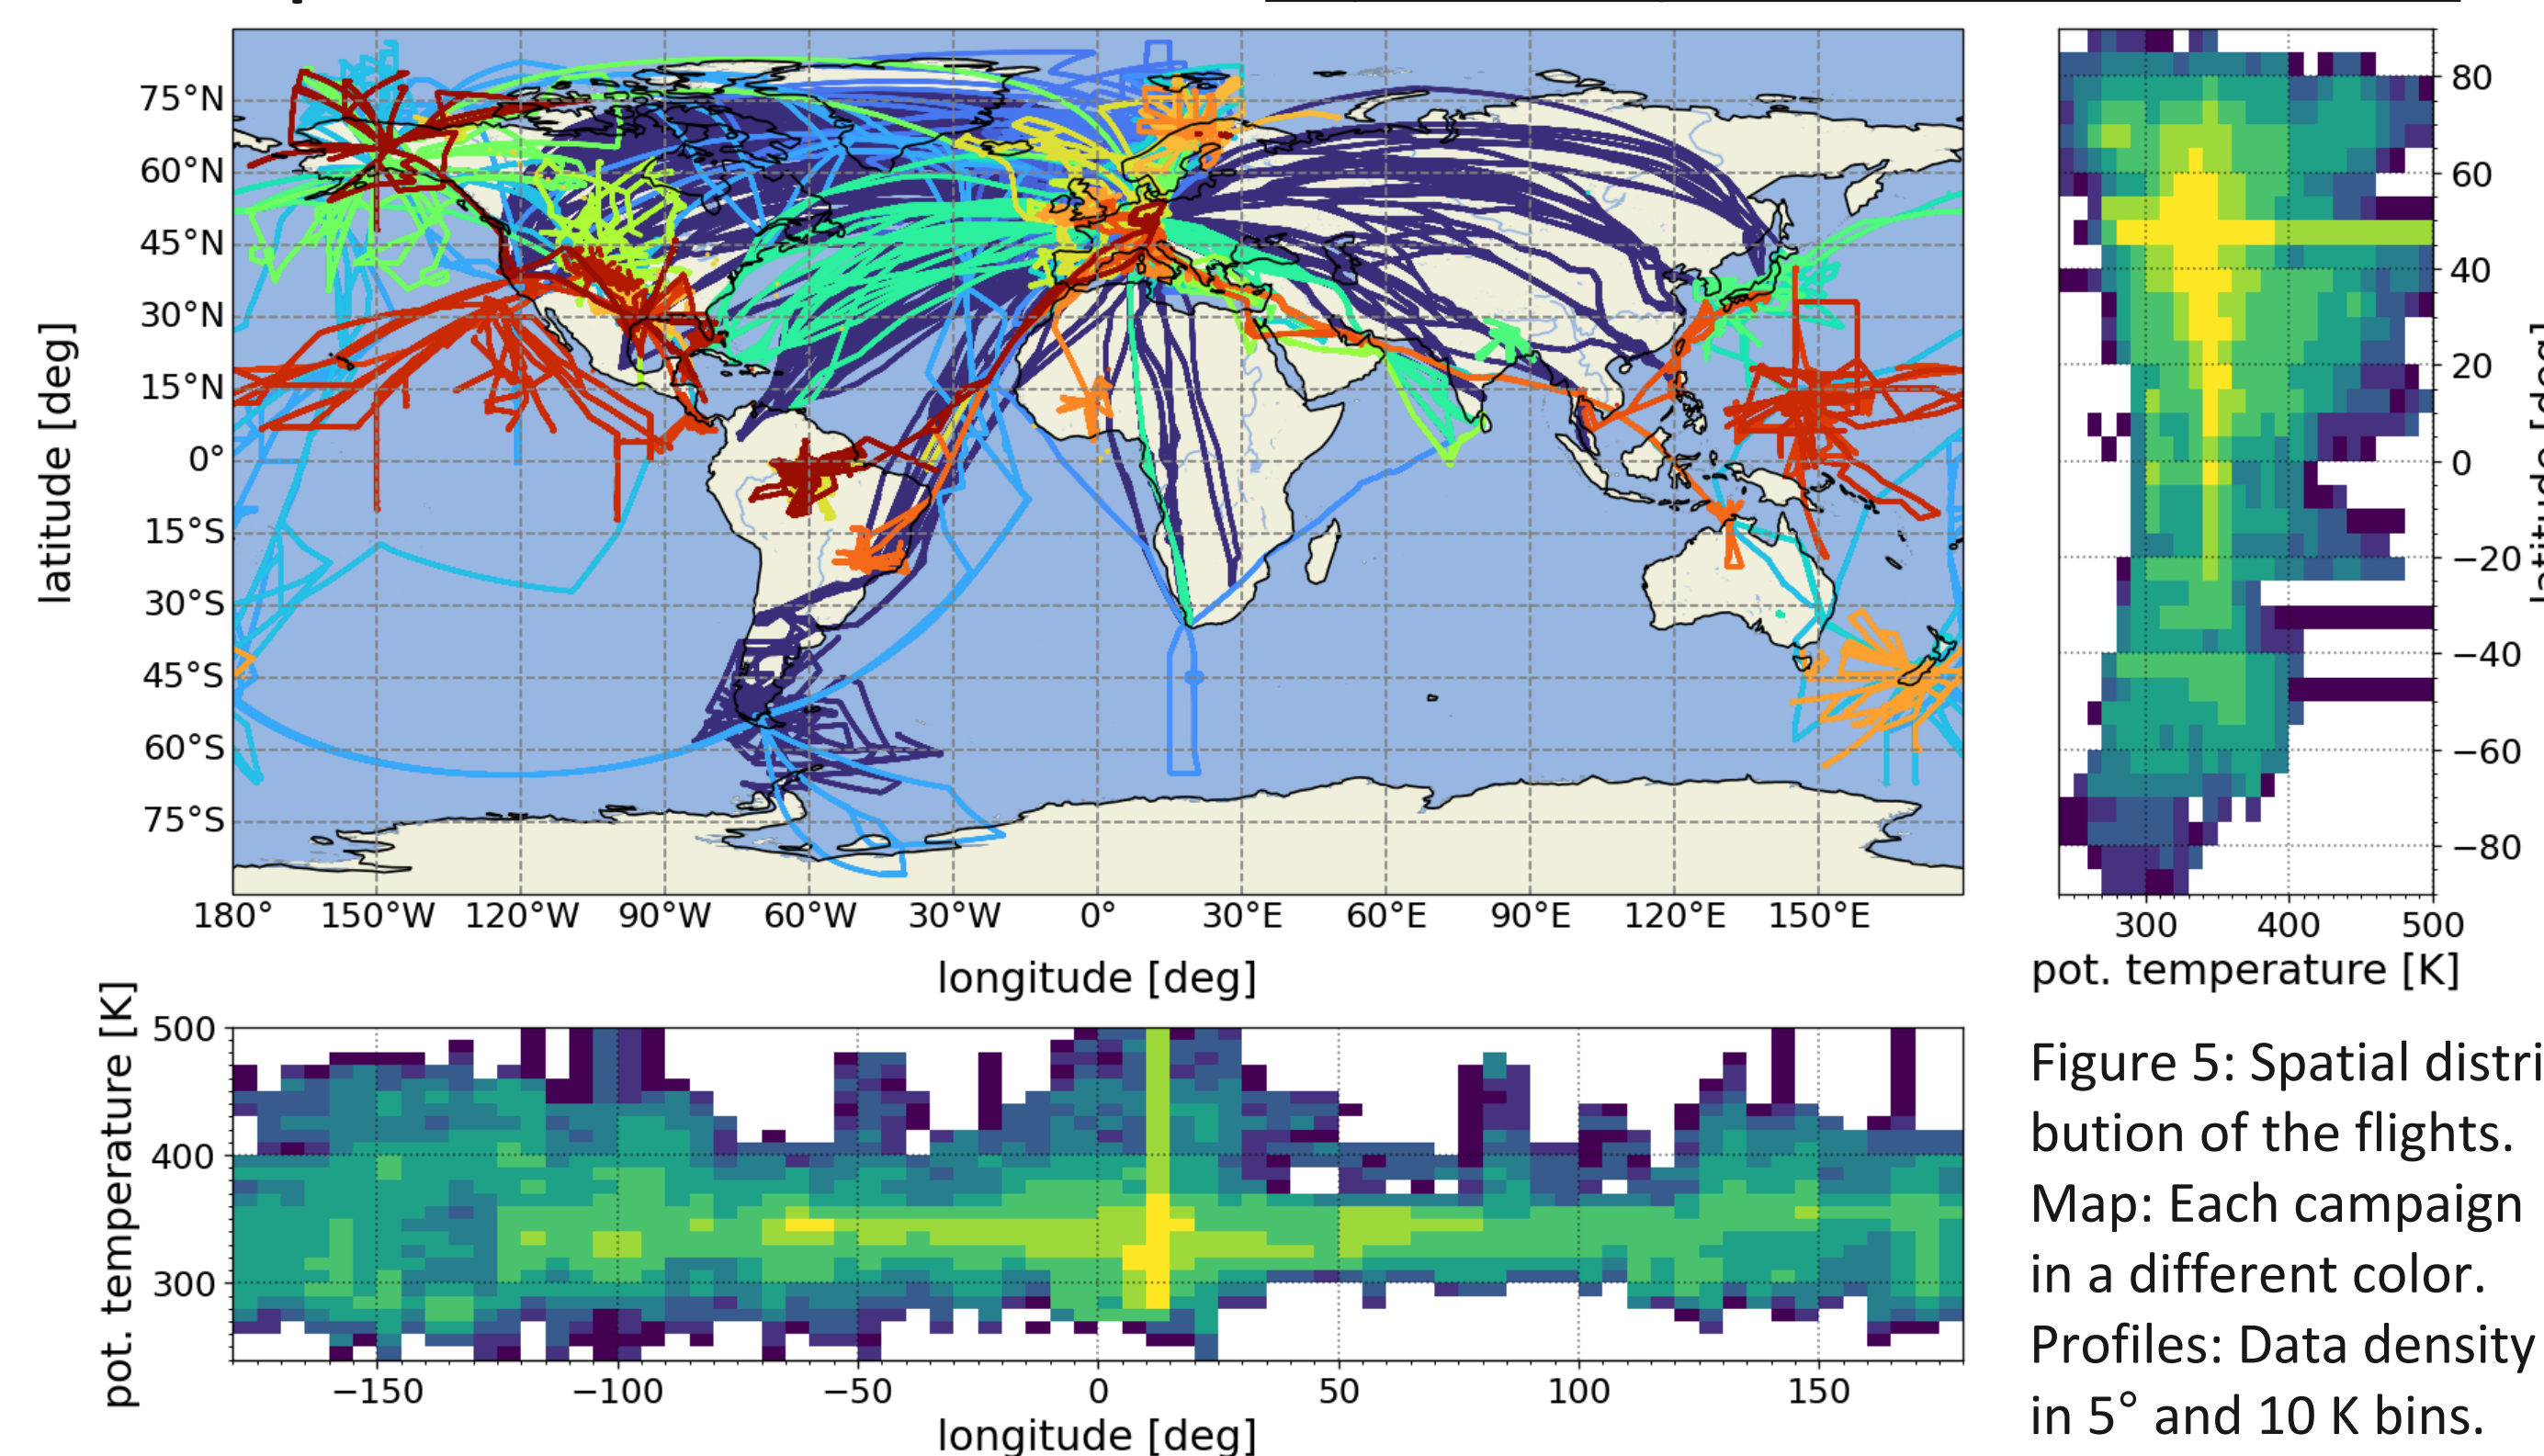 75°N
60°N
45°N
30°N
15°N
0°
15°S
30°S
45°S
60°S
75°S
latitude [deg]
180° 150°W 120°W 90°W 60°W 30°W 0° 30°E 60°E 90°E 120°E 150°E
longitude [deg]
80
60
40
20
0
−20
−40
−60
−80
300 400 500
pot. temperature [K]
500
400
300
pot. temperature [K]
−150 −100 −50 0 50 100 150
longitude [deg]
Figure 5: Spatial distri
bution of the flights.
Map: Each campaign
in a different color.
Profiles: Data density
in 5° and 10 K bins.